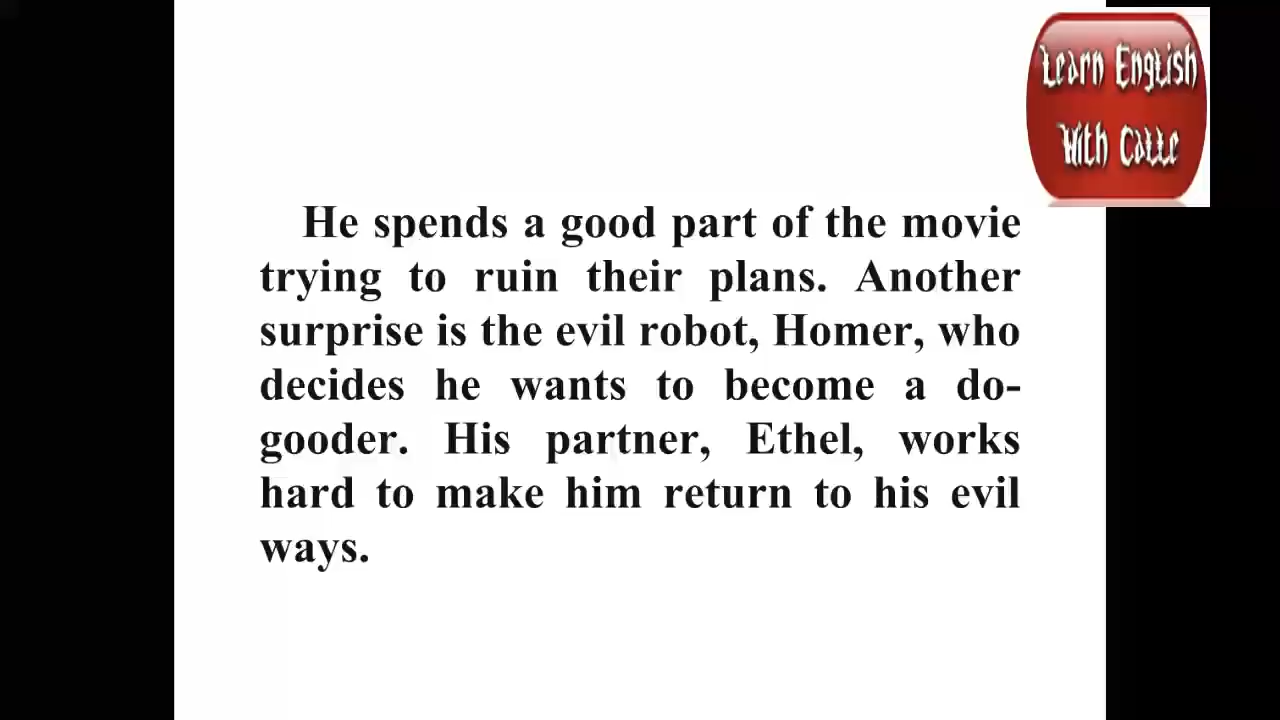 Learn English
With Catte
He spends a good part of the movie
trying to ruin their plans. Another
surprise is the evil robot, Homer, who
decides he wants to become a do-
gooder. His partner, Ethel, works
hard to make him return to his evil
ways.